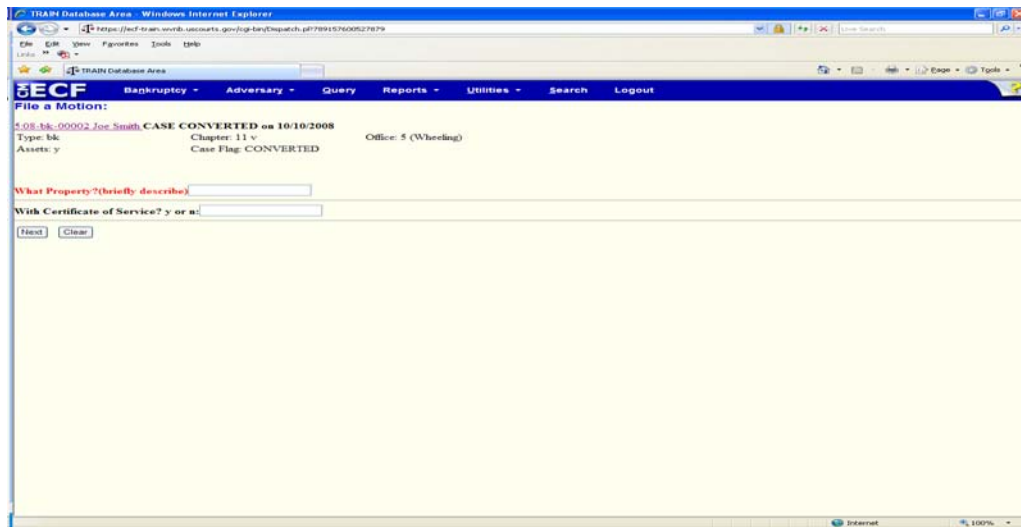 TRAIN Database Area - Windows Internet Explorer
https://ecf-train.wvnb.uscourts.gov/cgi-bin/Dispatch.pl?789157600527879
Live Search
File Edit View Favorites Tools Help
Links
TRAIN Database Area
Page Tools
ECF Bankruptcy Adversary Query Reports Utilities Search Logout
File a Motion:
5:08-bk-00002 Joe Smith CASE CONVERTED on 10/10/2008
Type: bk Chapter: 11 v Office: 5 (Wheeling)
Assets: y Case Flag: CONVERTED
What Property?(briefly describe)
With Certificate of Service? y or n:
Next Clear
Internet 100%